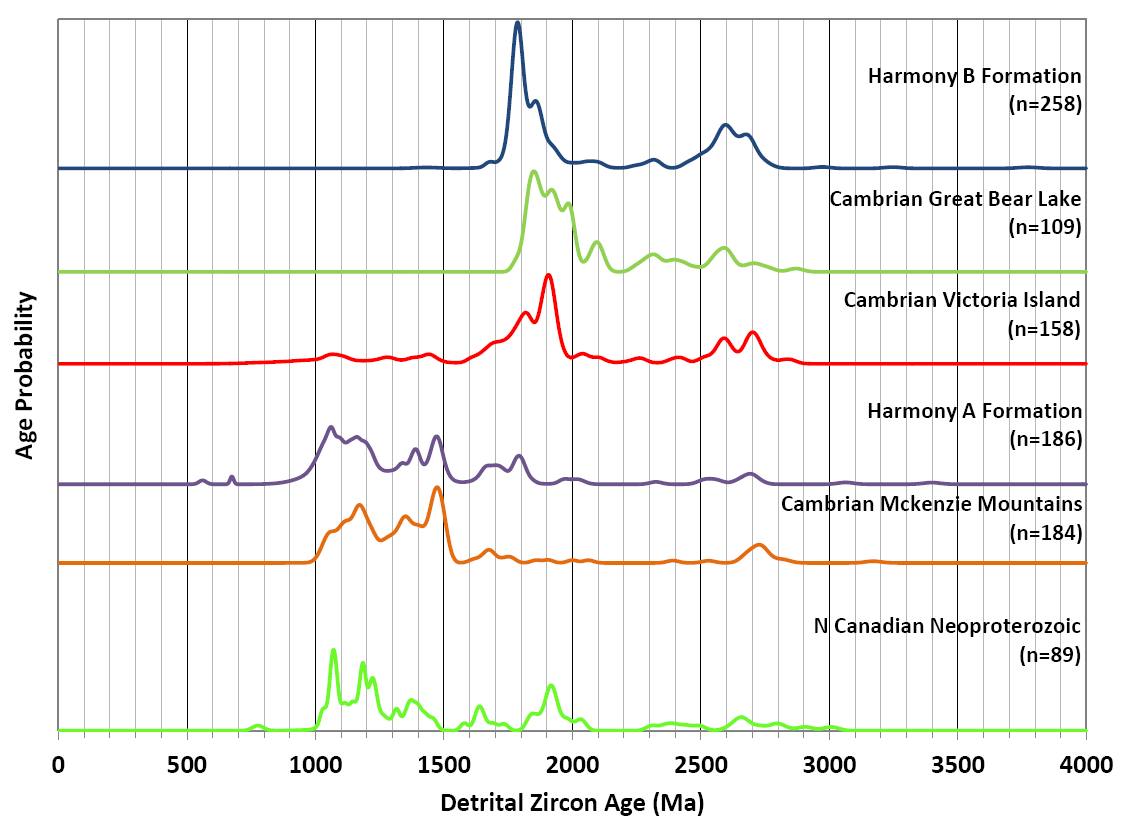 Harmony B Formation
(n=258)
Cambrian Great Bear Lake
(n=109)
Cambrian Victoria Island
(n=158)
Harmony A Formation
(n=186)
Cambrian Mckenzie Mountains
(n=184)
N Canadian Neoproterozoic
(n=89)
Age Probability
0 500 1000 1500 2000 2500 3000 3500 4000
Detrital Zircon Age (Ma)